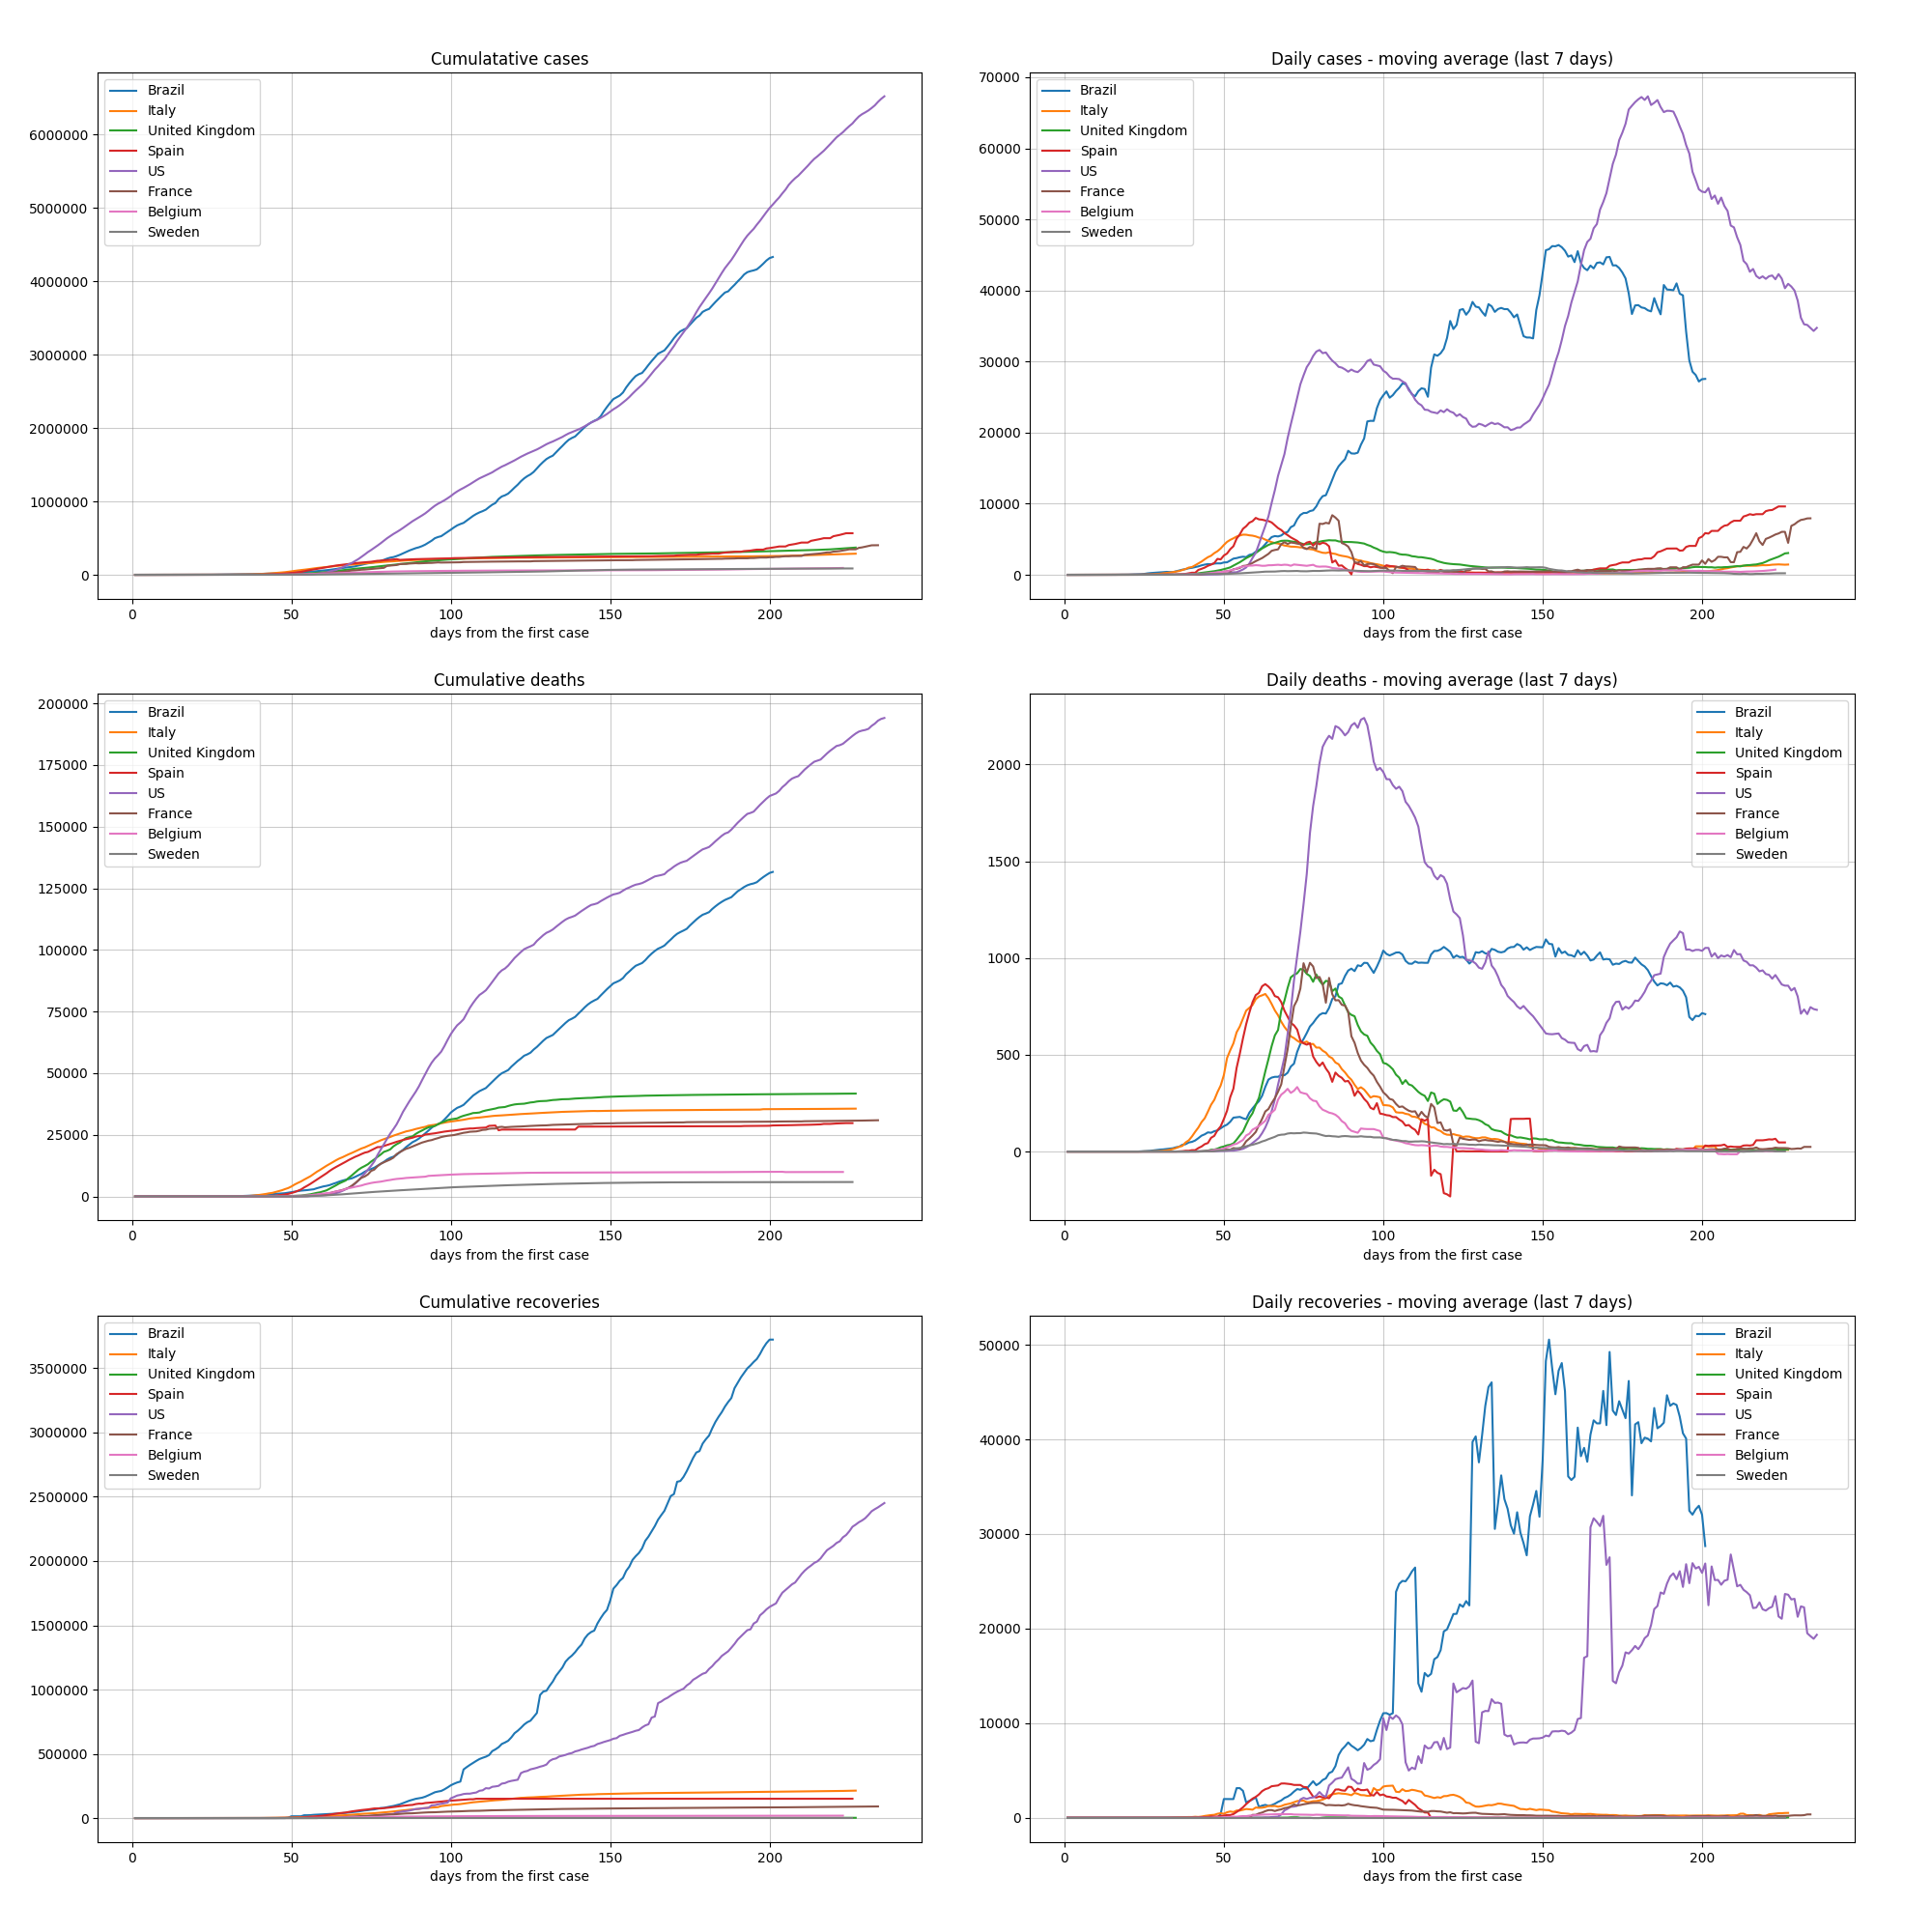 Cumulatative cases
Brazil
Italy
United Kingdom
Spain
US
France
Belgium
Sweden
6000000
5000000
4000000
3000000
2000000
1000000
0
0 50 100 150 200
days from the first case
Daily cases - moving average (last 7 days)
Brazil
Italy
United Kingdom
Spain
US
France
Belgium
Sweden
70000
60000
50000
40000
30000
20000
10000
0
0 50 100 150 200
days from the first case
Cumulative deaths
Brazil
Italy
United Kingdom
Spain
US
France
Belgium
Sweden
200000
175000
150000
125000
100000
75000
50000
25000
0
0 50 100 150 200
days from the first case
Daily deaths - moving average (last 7 days)
Brazil
Italy
United Kingdom
Spain
US
France
Belgium
Sweden
2000
1500
1000
500
0
0 50 100 150 200
days from the first case
Cumulative recoveries
Brazil
Italy
United Kingdom
Spain
US
France
Belgium
Sweden
3500000
3000000
2500000
2000000
1500000
1000000
500000
0
0 50 100 150 200
days from the first case
Daily recoveries - moving average (last 7 days)
Brazil
Italy
United Kingdom
Spain
US
France
Belgium
Sweden
50000
40000
30000
20000
10000
0
0 50 100 150 200
days from the first case